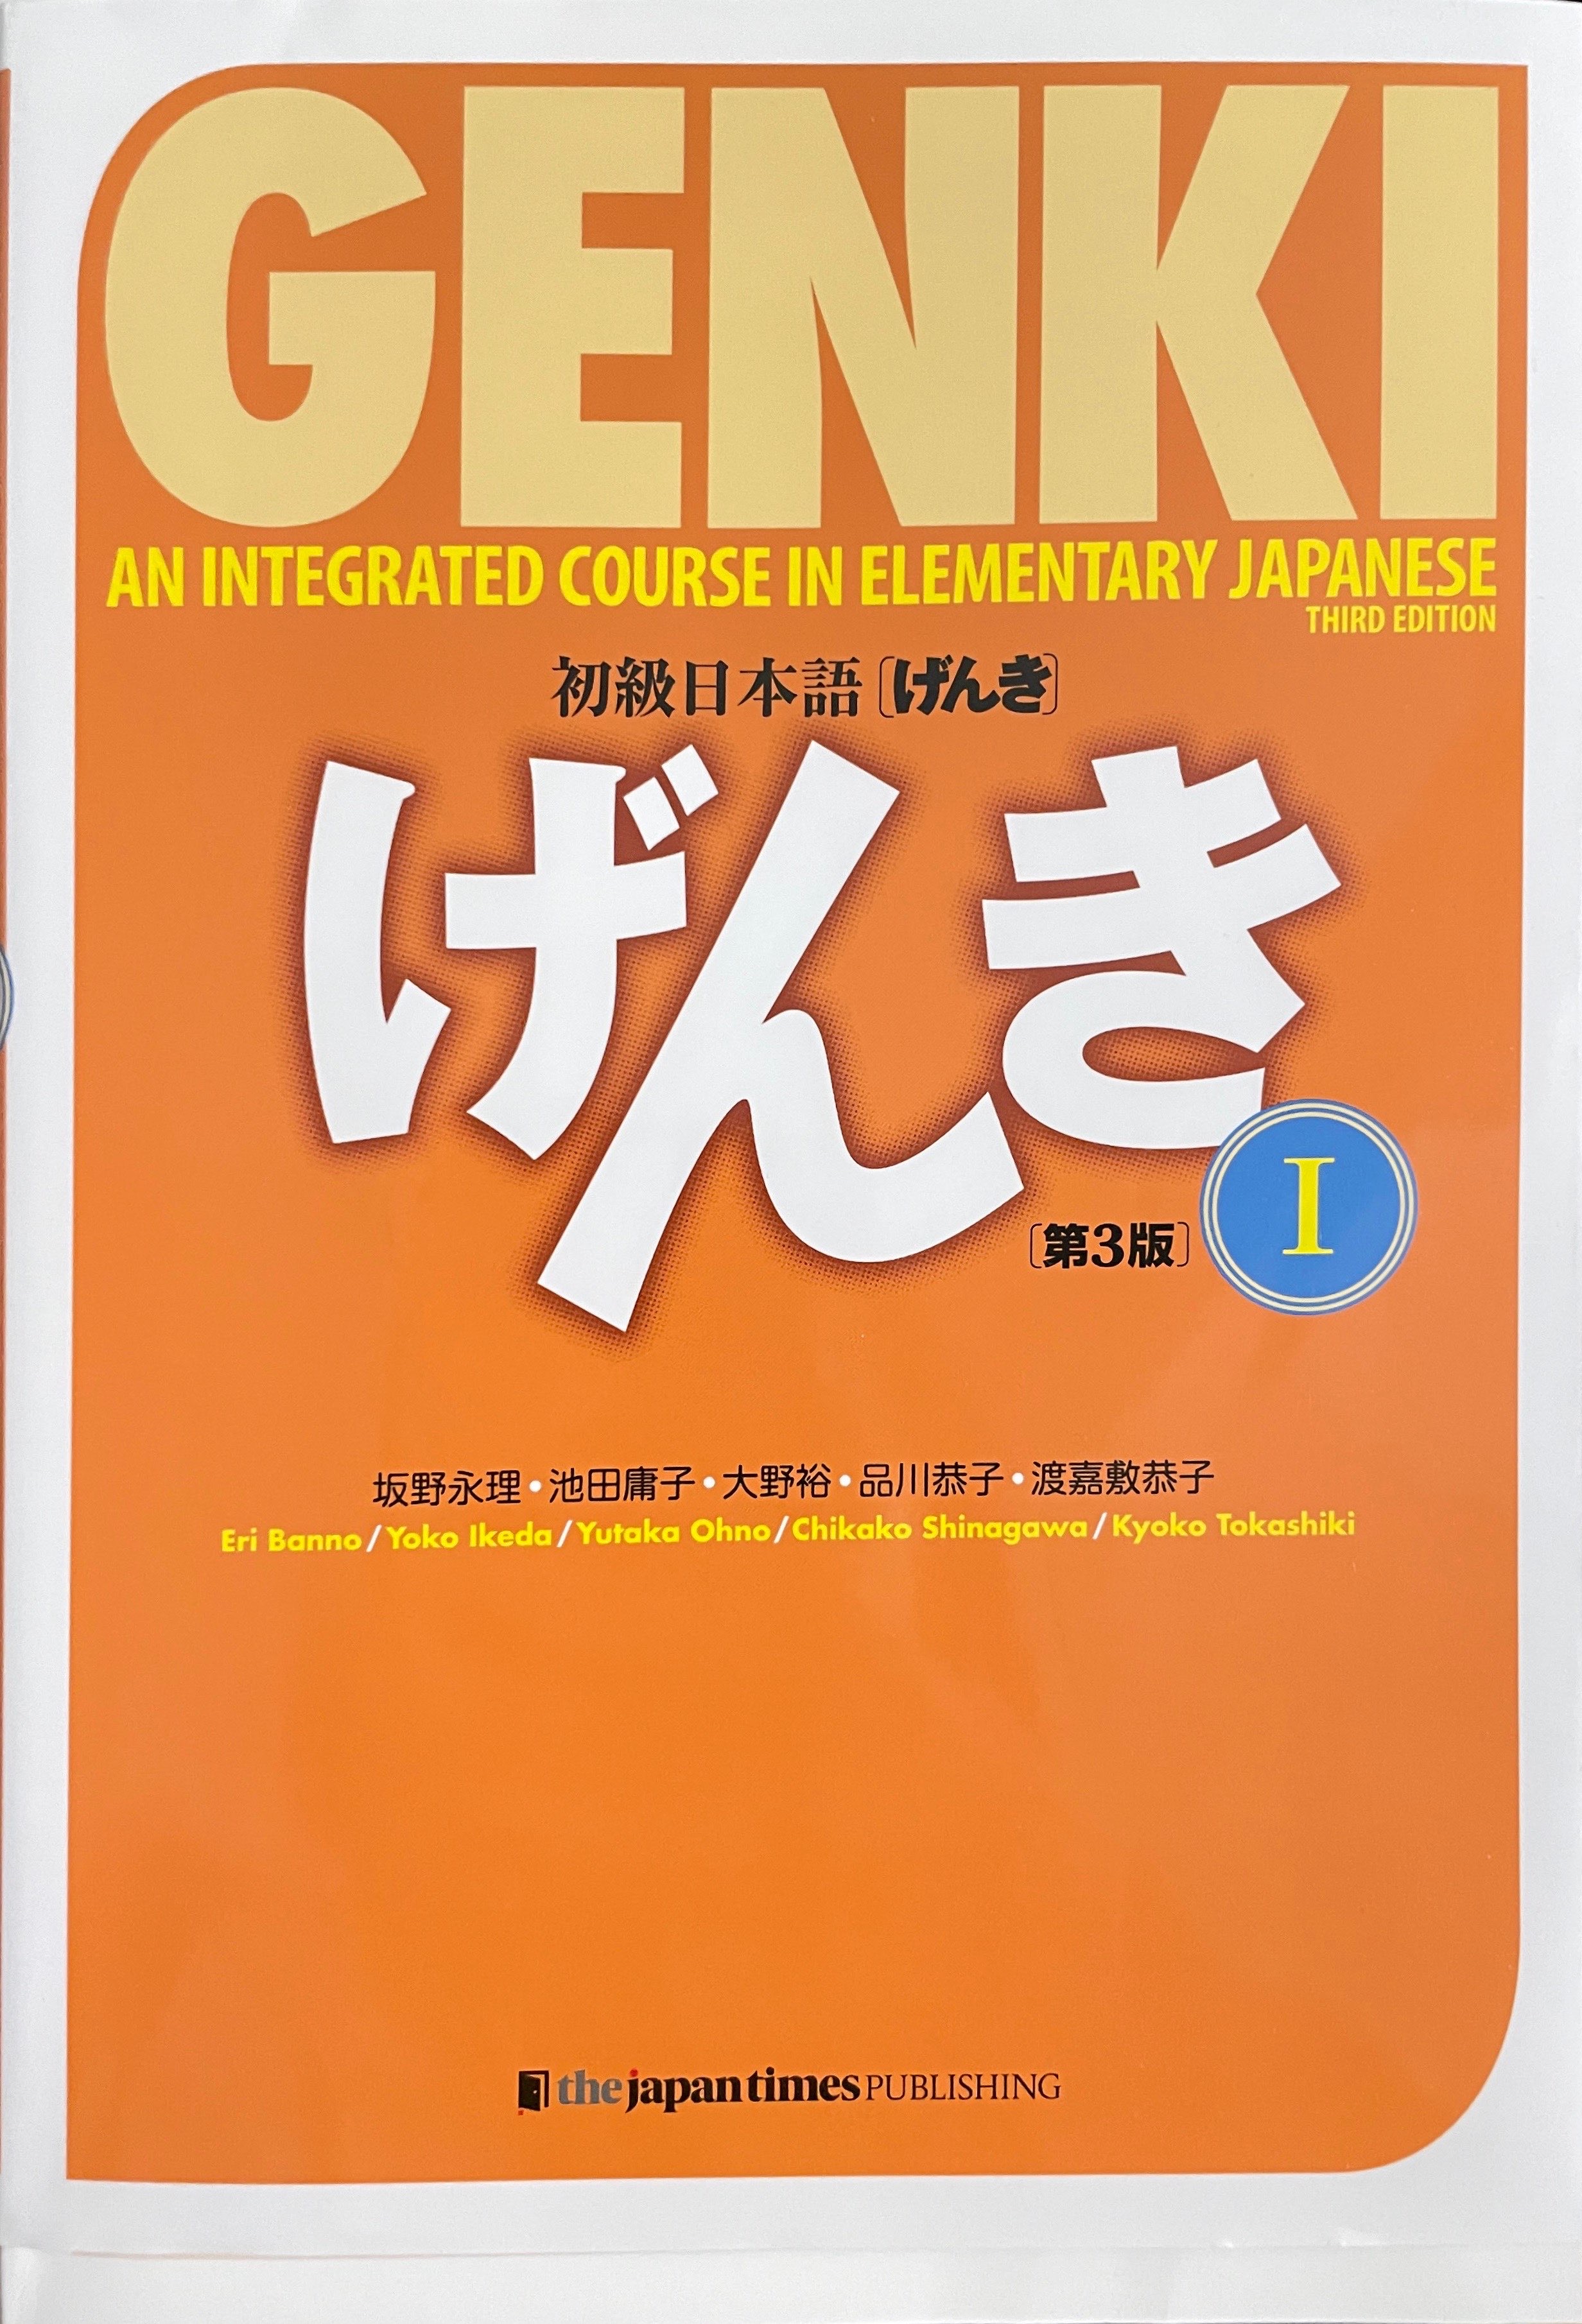 GENKI
AN INTEGRATED COURSE IN ELEMENTARY JAPANESE
THIRD EDITION
初級日本語〔げんき〕
げんき
I
〔第3版〕
坂野永理・池田庸子・大野裕・品川恭子・渡嘉敷恭子
Eri Banno/Yoko Ikeda/Yutaka Ohno/Chikako Shinagawa/Kyoko Tokashiki
the japan times PUBLISHING